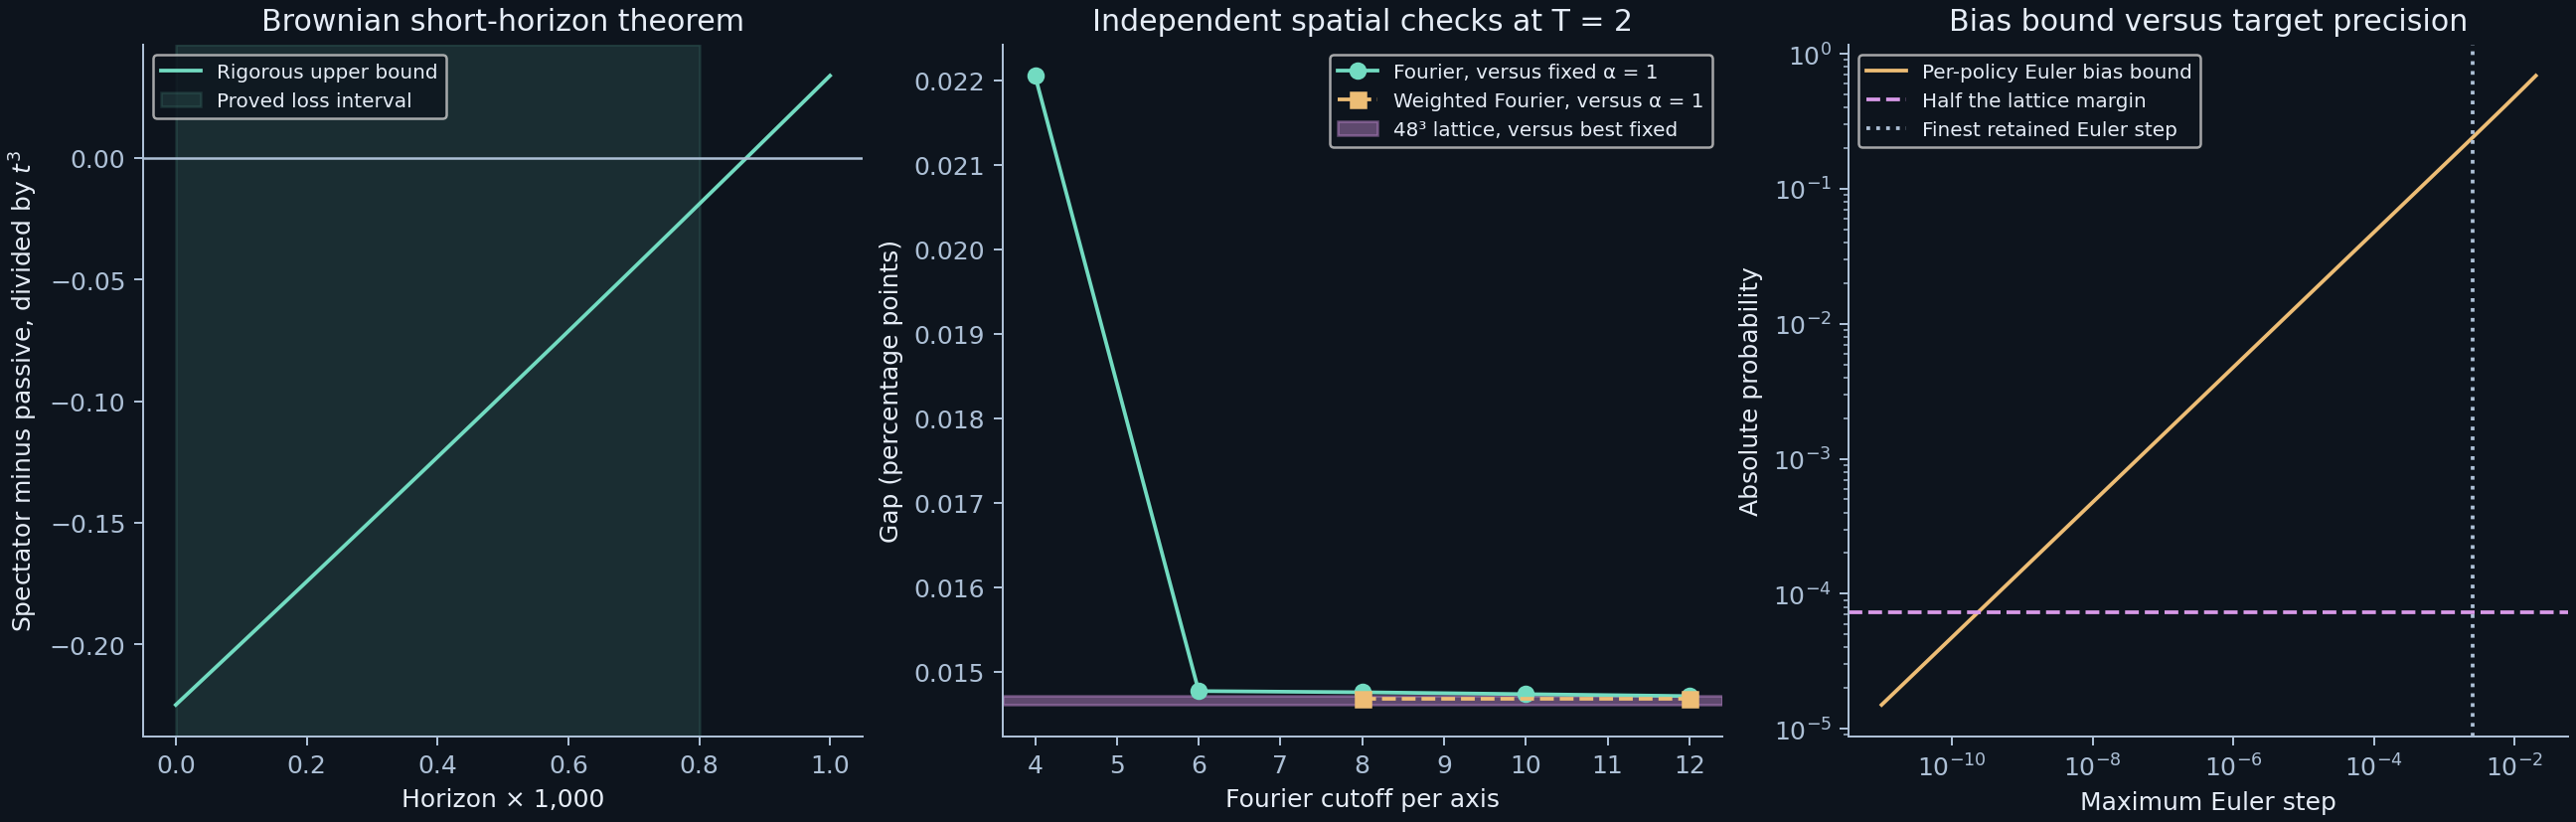 Brownian short-horizon theorem
Rigorous upper bound
Proved loss interval
Spectator minus passive, divided by t³
0.00
−0.05
−0.10
−0.15
−0.20
0.0 0.2 0.4 0.6 0.8 1.0
Horizon × 1,000
Independent spatial checks at T = 2
Fourier, versus fixed α = 1
Weighted Fourier, versus α = 1
48³ lattice, versus best fixed
Gap (percentage points)
0.022
0.021
0.020
0.019
0.018
0.017
0.016
0.015
4 5 6 7 8 9 10 11 12
Fourier cutoff per axis
Bias bound versus target precision
Per-policy Euler bias bound
Half the lattice margin
Finest retained Euler step
Absolute probability
10⁰
10⁻¹
10⁻²
10⁻³
10⁻⁴
10⁻⁵
10⁻¹⁰ 10⁻⁸ 10⁻⁶ 10⁻⁴ 10⁻²
Maximum Euler step